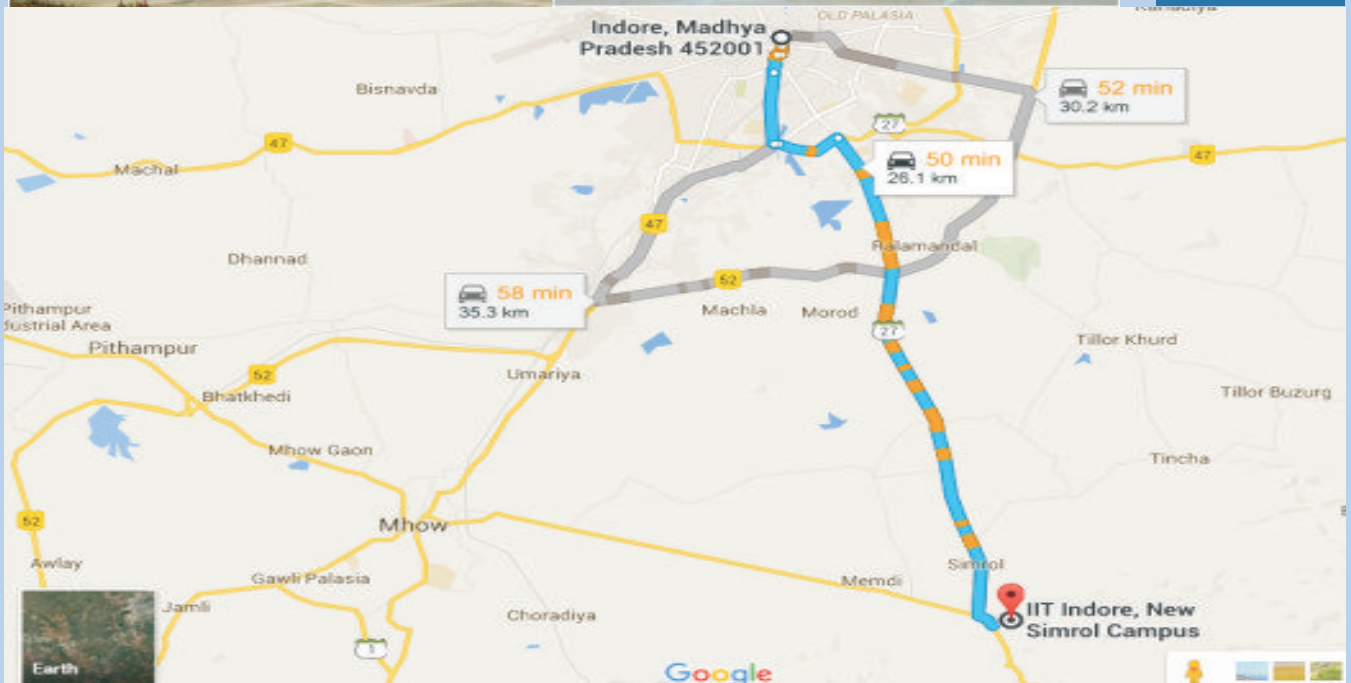 OLD PALASIA
Kanadiya
Indore, Madhya
Pradesh 452001
Bisnavda
52 min
30.2 km
27
47
47
50 min
26.1 km
Machal
47
Ralamandal
Dhannad
52
58 min
35.3 km
Machla
Morod
Pithampur
dustrial Area
27
Tillor Khurd
Pithampur
52
Umariya
Bhatkhedi
Tillor Buzurg
Mhow Gaon
Tincha
52
Mhow
Awlay
Simrol
Gawli Palasia
Memdi
Jamli
Choradiya
IIT Indore, New
Simrol Campus
1
Earth
Google